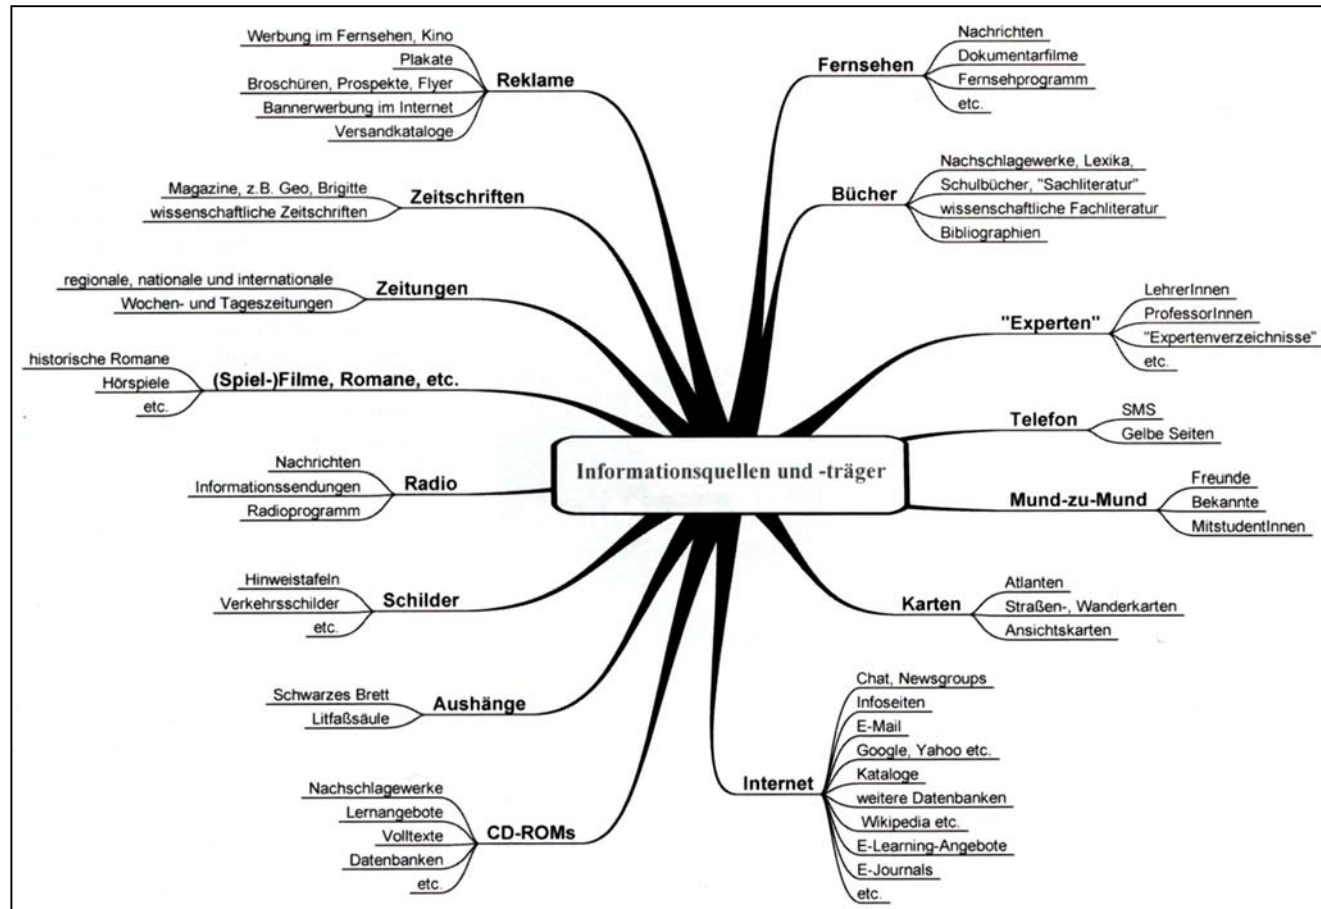 Informationsquellen und -träger
Reklame
Werbung im Fernsehen, Kino
Plakate
Broschüren, Prospekte, Flyer
Bannerwerbung im Internet
Versandkataloge
Zeitschriften
Magazine, z.B. Geo, Brigitte
wissenschaftliche Zeitschriften
Zeitungen
regionale, nationale und internationale
Wochen- und Tageszeitungen
(Spiel-)Filme, Romane, etc.
historische Romane
Hörspiele
etc.
Radio
Nachrichten
Informationssendungen
Radioprogramm
Schilder
Hinweistafeln
Verkehrsschilder
etc.
Aushänge
Schwarzes Brett
Litfaßsäule
CD-ROMs
Nachschlagewerke
Lernangebote
Volltexte
Datenbanken
etc.
Fernsehen
Nachrichten
Dokumentarfilme
Fernsehprogramm
etc.
Bücher
Nachschlagewerke, Lexika,
Schulbücher, "Sachliteratur"
wissenschaftliche Fachliteratur
Bibliographien
"Experten"
LehrerInnen
ProfessorInnen
"Expertenverzeichnisse"
etc.
Telefon
SMS
Gelbe Seiten
Mund-zu-Mund
Freunde
Bekannte
MitstudentInnen
Karten
Atlanten
Straßen-, Wanderkarten
Ansichtskarten
Internet
Chat, Newsgroups
Infoseiten
E-Mail
Google, Yahoo etc.
Kataloge
weitere Datenbanken
Wikipedia etc.
E-Learning-Angebote
E-Journals
etc.